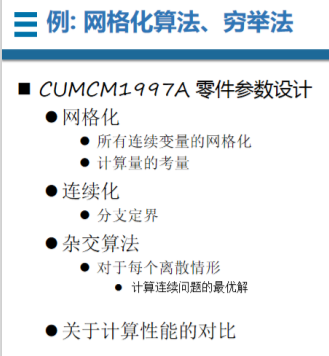 例: 网格化算法、穷举法
CUMCM1997A 零件参数设计
网格化
所有连续变量的网格化
计算量的考量
连续化
分支定界
杂交算法
对于每个离散情形
计算连续问题的最优解
关于计算性能的对比